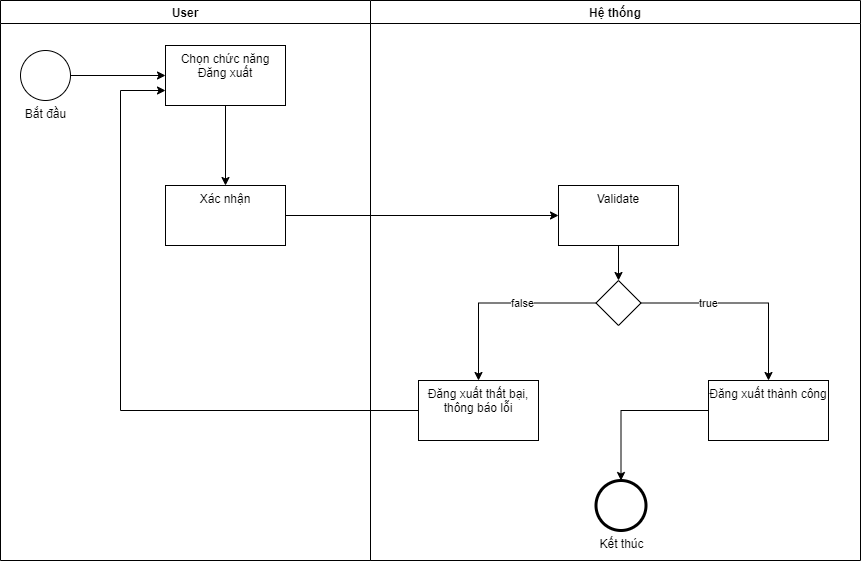 User
Hệ thống
Chọn chức năng
Đăng xuất
Bắt đầu
Xác nhận
Validate
false
true
Đăng xuất thất bại,
thông báo lỗi
Đăng xuất thành công
Kết thúc